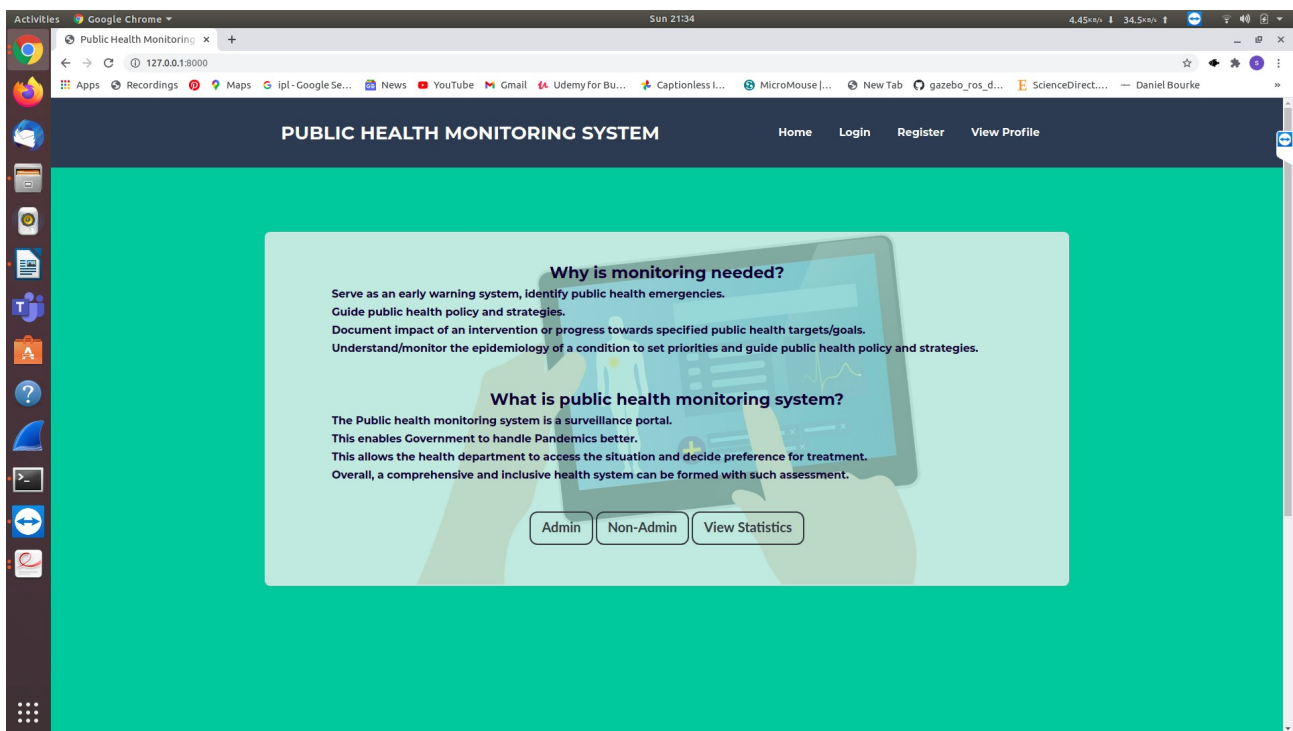 Activities Google Chrome Sun 21:34 4.45KB/s 34.5KB/s
Public Health Monitoring
127.0.0.1:8000
Apps Recordings Maps ipl - Google Se... News YouTube Gmail Udemy for Bu... Captionless I... MicroMouse |... New Tab gazebo_ros_d... ScienceDirect.... Daniel Bourke
PUBLIC HEALTH MONITORING SYSTEM Home Login Register View Profile
Why is monitoring needed?
Serve as an early warning system, identify public health emergencies.
Guide public health policy and strategies.
Document impact of an intervention or progress towards specified public health targets/goals.
Understand/monitor the epidemiology of a condition to set priorities and guide public health policy and strategies.
What is public health monitoring system?
The Public health monitoring system is a surveillance portal.
This enables Government to handle Pandemics better.
This allows the health department to access the situation and decide preference for treatment.
Overall, a comprehensive and inclusive health system can be formed with such assessment.
Admin Non-Admin View Statistics